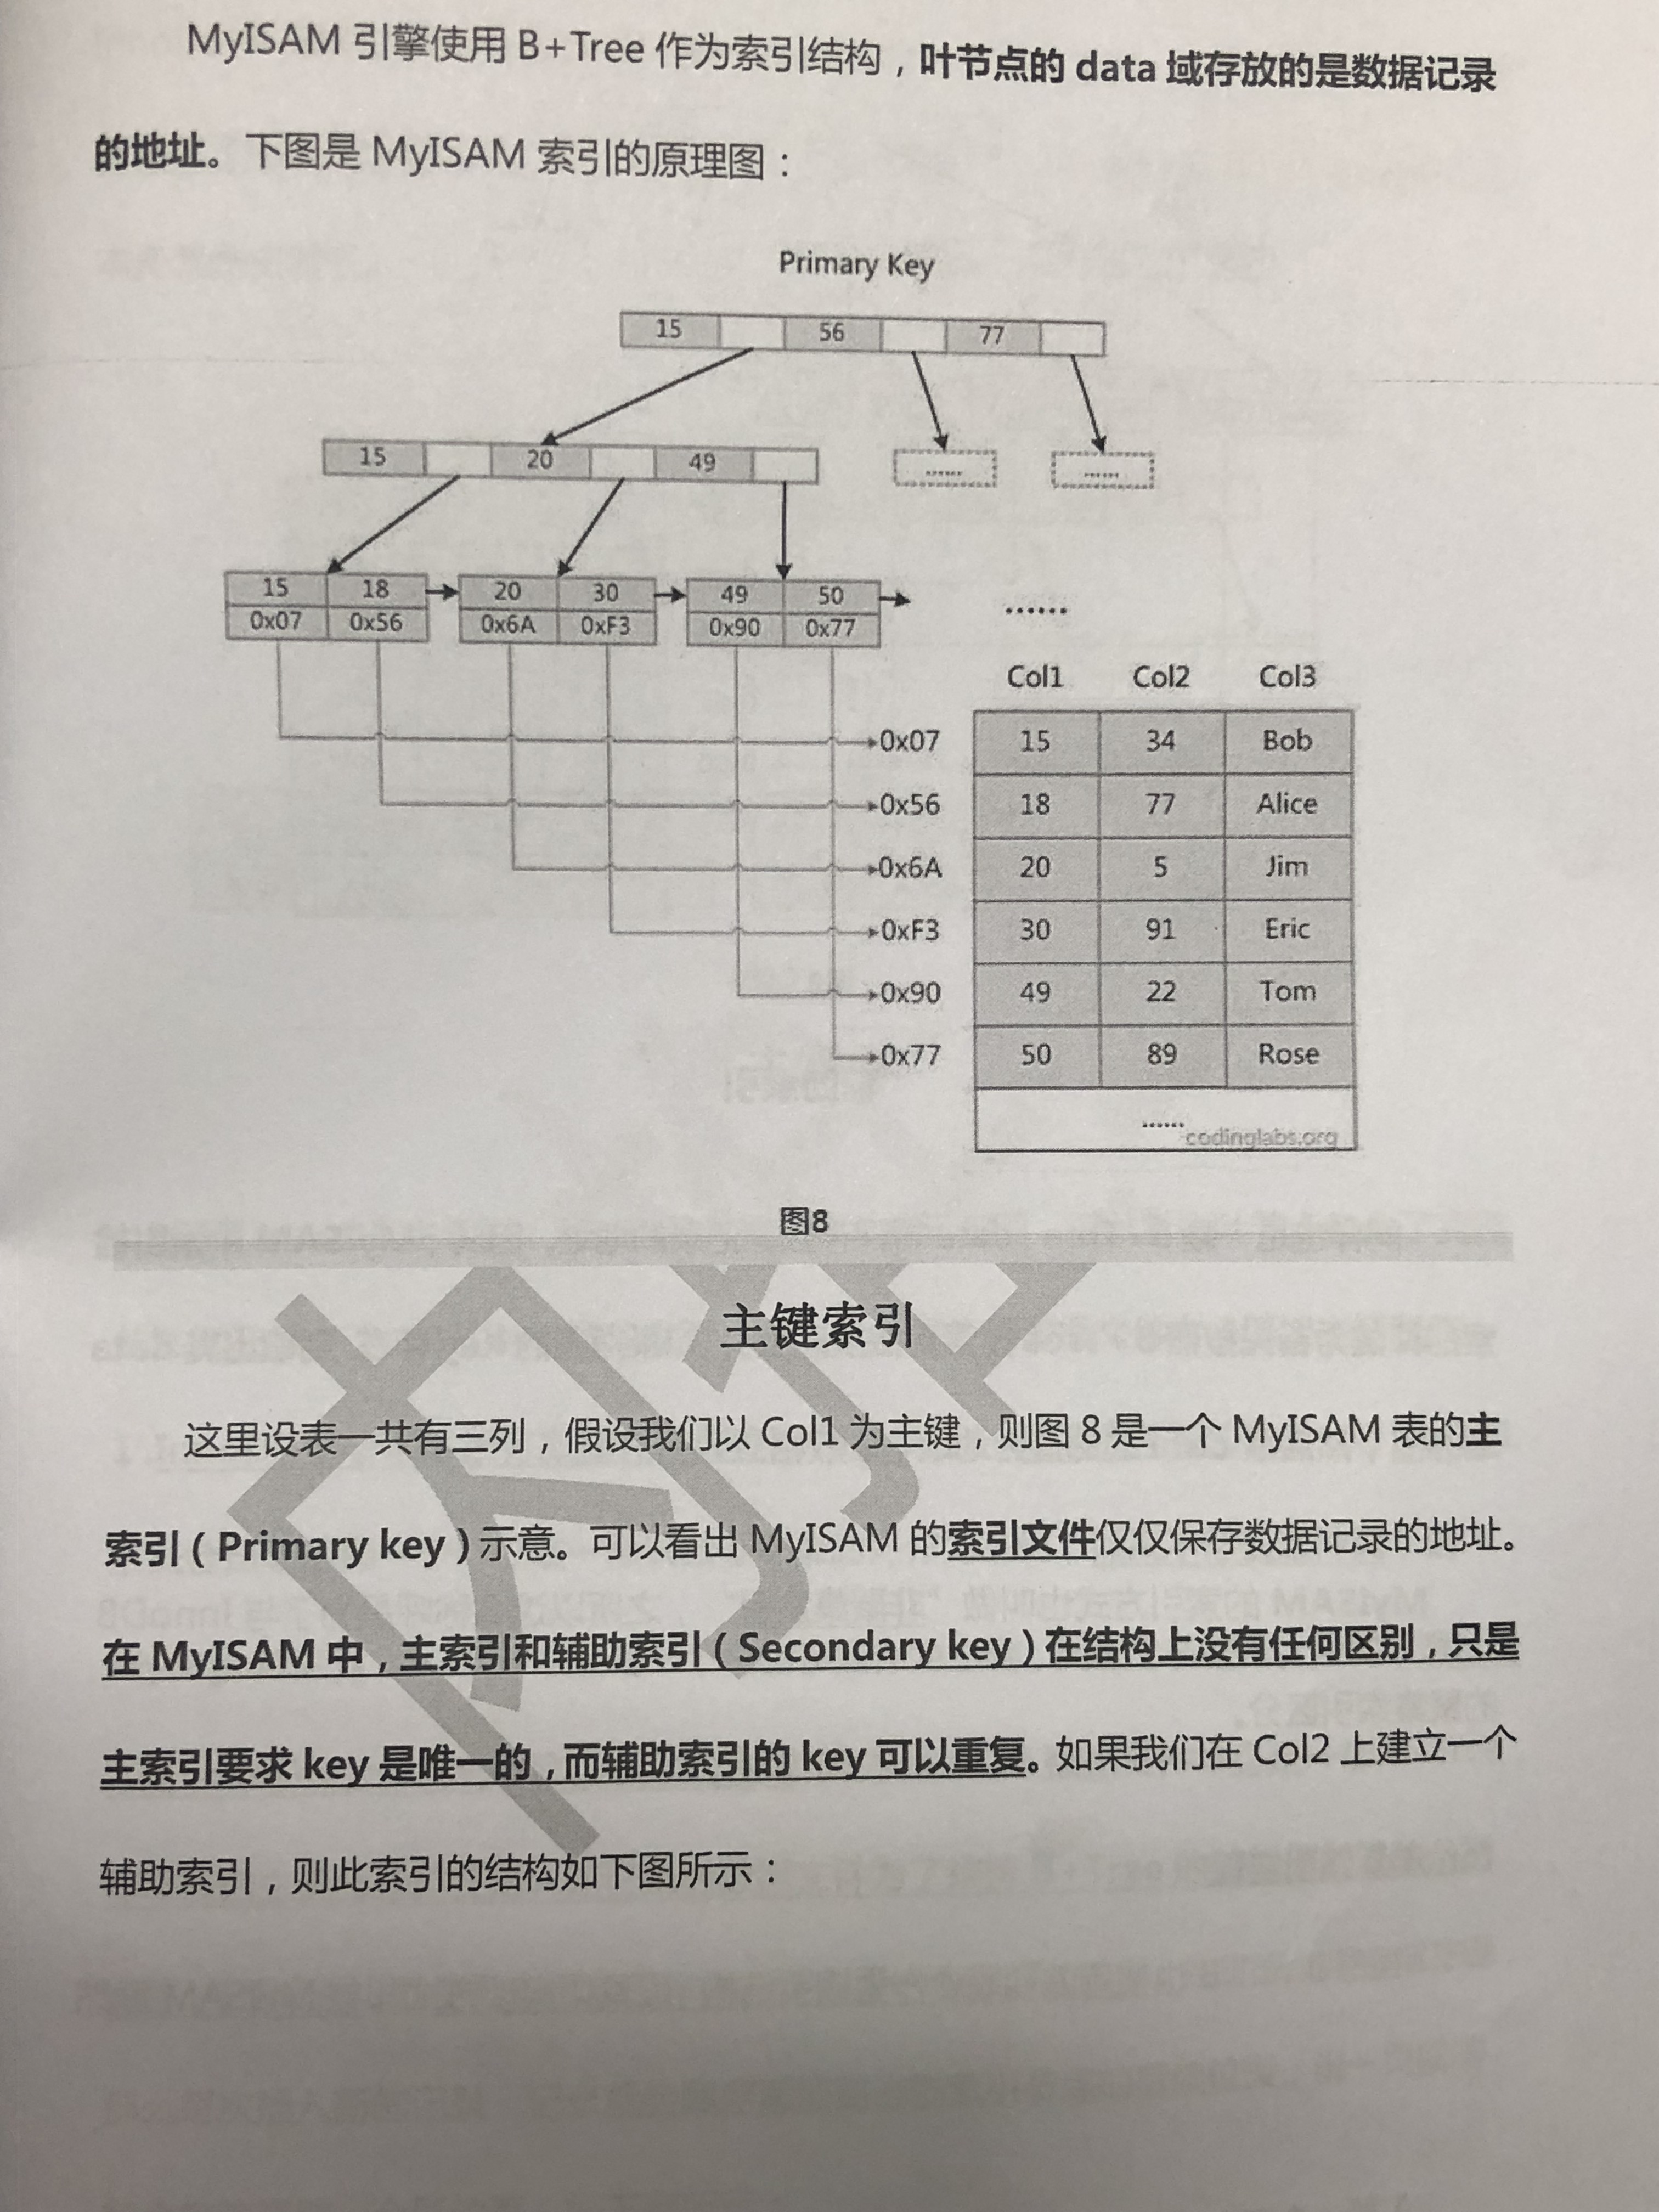 MyISAM 引擎使用 B+Tree 作为索引结构，叶节点的 data 域存放的是数据记录
的地址。下图是 MyISAM 索引的原理图：
Primary Key
15 56 77
15 20 49 ...... ......
15 18 20 30 49 50
0x07 0x56 0x6A 0xF3 0x90 0x77
......
Col1 Col2 Col3
0x07 15 34 Bob
0x56 18 77 Alice
0x6A 20 5 Jim
0xF3 30 91 Eric
0x90 49 22 Tom
0x77 50 89 Rose
......
codinglabs.org
图8
主键索引
这里设表一共有三列，假设我们以 Col1 为主键，则图 8 是一个 MyISAM 表的主
索引（Primary key）示意。可以看出 MyISAM 的索引文件仅仅保存数据记录的地址。
在 MyISAM 中，主索引和辅助索引（Secondary key）在结构上没有任何区别，只是
主索引要求 key 是唯一的，而辅助索引的 key 可以重复。如果我们在 Col2 上建立一个
辅助索引，则此索引的结构如下图所示：